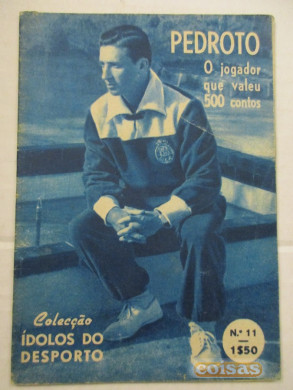 PEDROTO
O jogador
que valeu
500 contos
Colecção
ÍDOLOS DO
DESPORTO
N.º 11
1$50
coisas